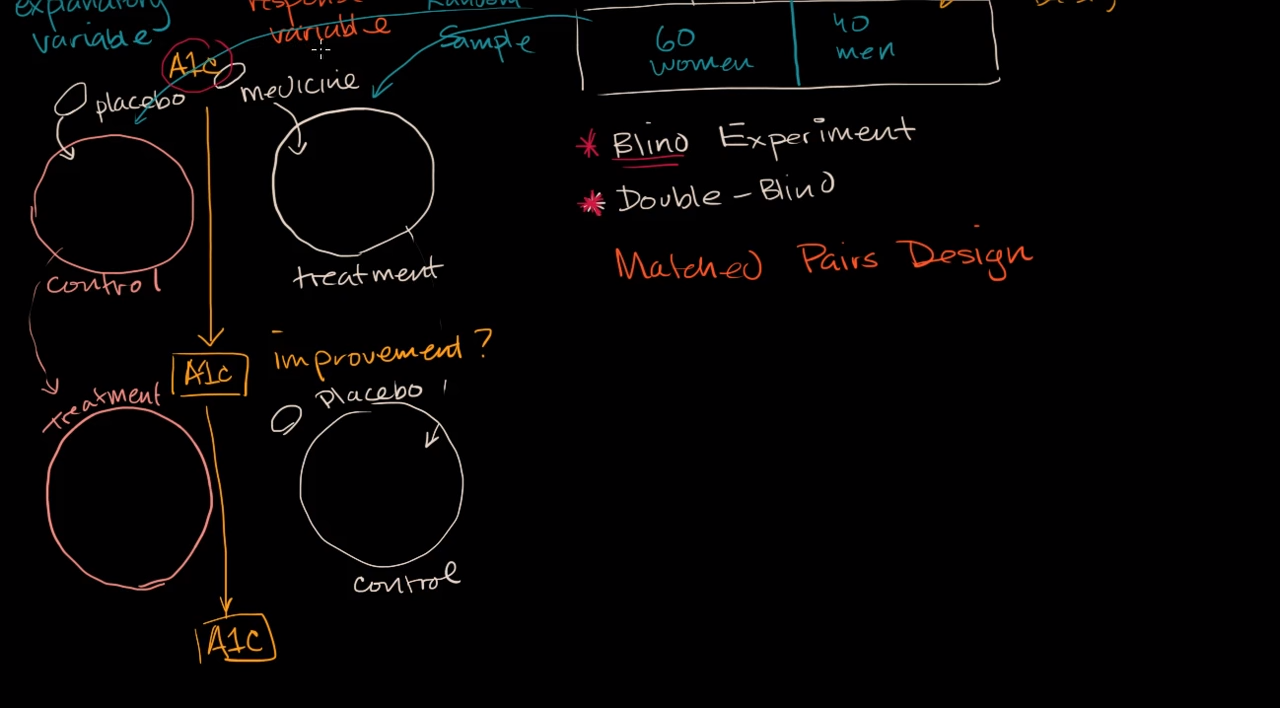 explanatory
variable
response
variable
Random
Sample
60
women
40
men
A1c
placebo
medicine
control
treatment
* Blind Experiment
* Double-Blind
Matched Pairs Design
A1c
improvement?
Treatment
Placebo
control
A1c